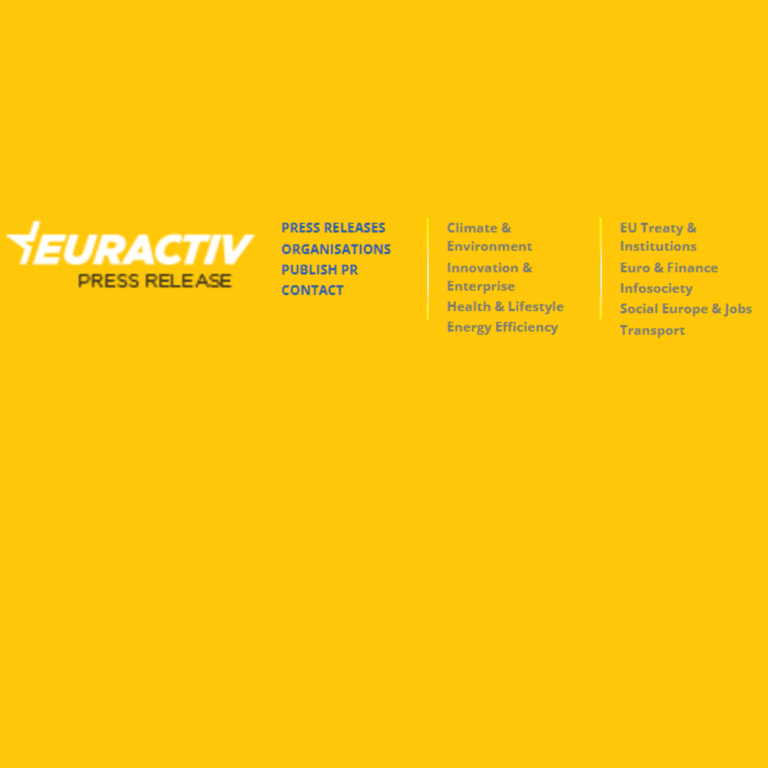 EURACTIV
PRESS RELEASE
PRESS RELEASES
ORGANISATIONS
PUBLISH PR
CONTACT
Climate &
Environment
Innovation &
Enterprise
Health & Lifestyle
Energy Efficiency
EU Treaty &
Institutions
Euro & Finance
Infosociety
Social Europe & Jobs
Transport